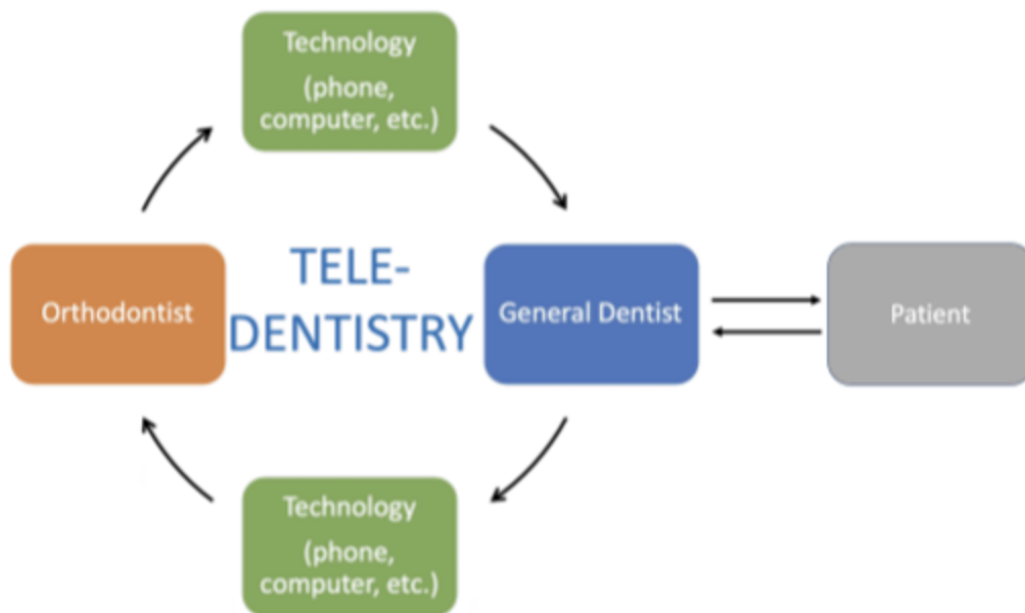 Technology
(phone,
computer, etc.)
Orthodontist
TELE-
DENTISTRY
General Dentist
Patient
Technology
(phone,
computer, etc.)